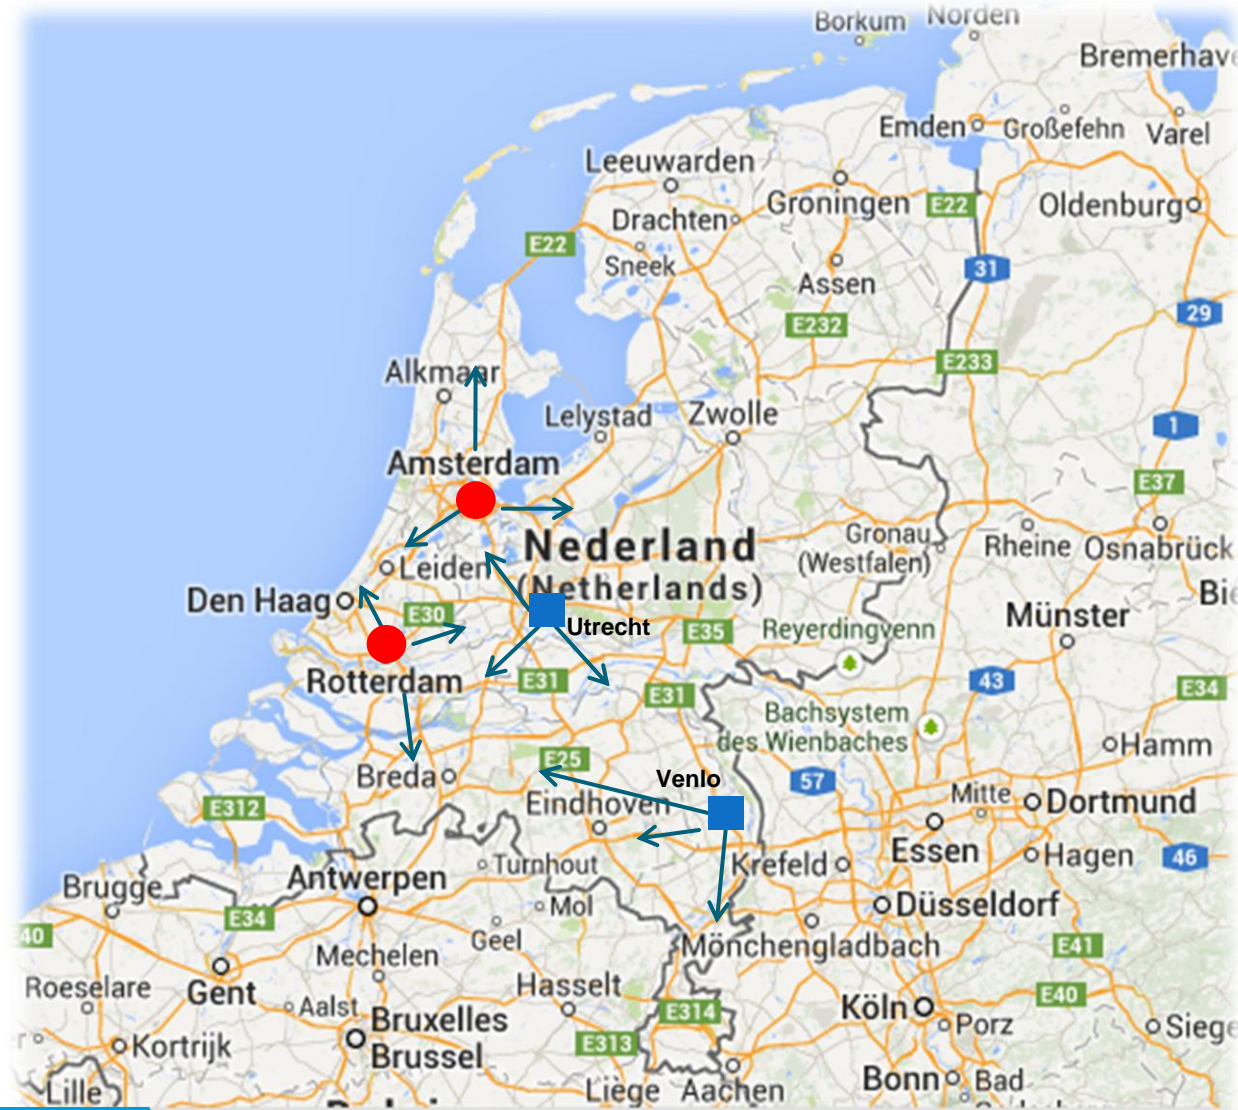 Borkum
Norden
Bremerhave
Emden
Großefehn
Varel
Leeuwarden
Groningen
E22
Oldenburg
Drachten
E22
Sneek
Assen
31
29
E232
E233
Alkmaar
Lelystad
Zwolle
1
Amsterdam
E37
Nederland
(Netherlands)
Gronau
(Westfalen)
Rheine
Osnabrück
Leiden
Den Haag
E30
Bie
Münster
Utrecht
E35
Reyerdingvenn
Rotterdam
E31
E31
43
E34
Bachsystem
des Wienbaches
Hamm
E25
Breda
Venlo
57
Mitte
Dortmund
E312
Eindhoven
Essen
Hagen
46
Turnhout
Krefeld
Brugge
Antwerpen
Mol
Düsseldorf
E34
40
Geel
Mönchengladbach
E41
Mechelen
Roeselare
Gent
Aalst
Hasselt
E40
Köln
E314
Porz
Siege
Bruxelles
Brussel
Kortrijk
E313
Lille
Liège
Aachen
Bonn
Bad